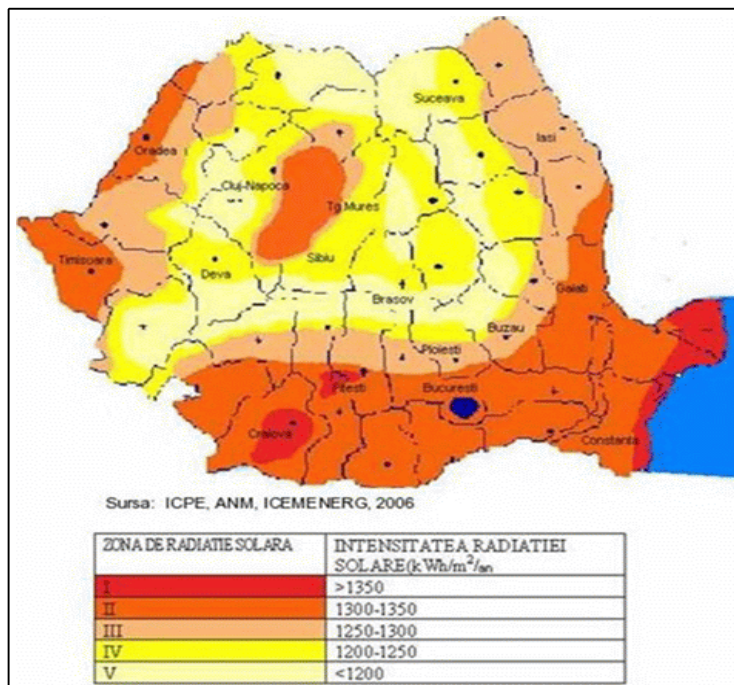 Suceava
Iasi
Oradea
Cluj-Napoca
Tg.Mures
Timisoara
Sibiu
Deva
Galati
Brasov
Buzau
Ploiesti
Pitesti
Bucuresti
Craiova
Constanta
Sursa: ICPE, ANM, ICEMENERG, 2006
ZONA DE RADIATIE SOLARA
INTENSITATEA RADIATIEI
SOLARE(kWh/m²/an
I
>1350
II
1300-1350
III
1250-1300
IV
1200-1250
V
<1200